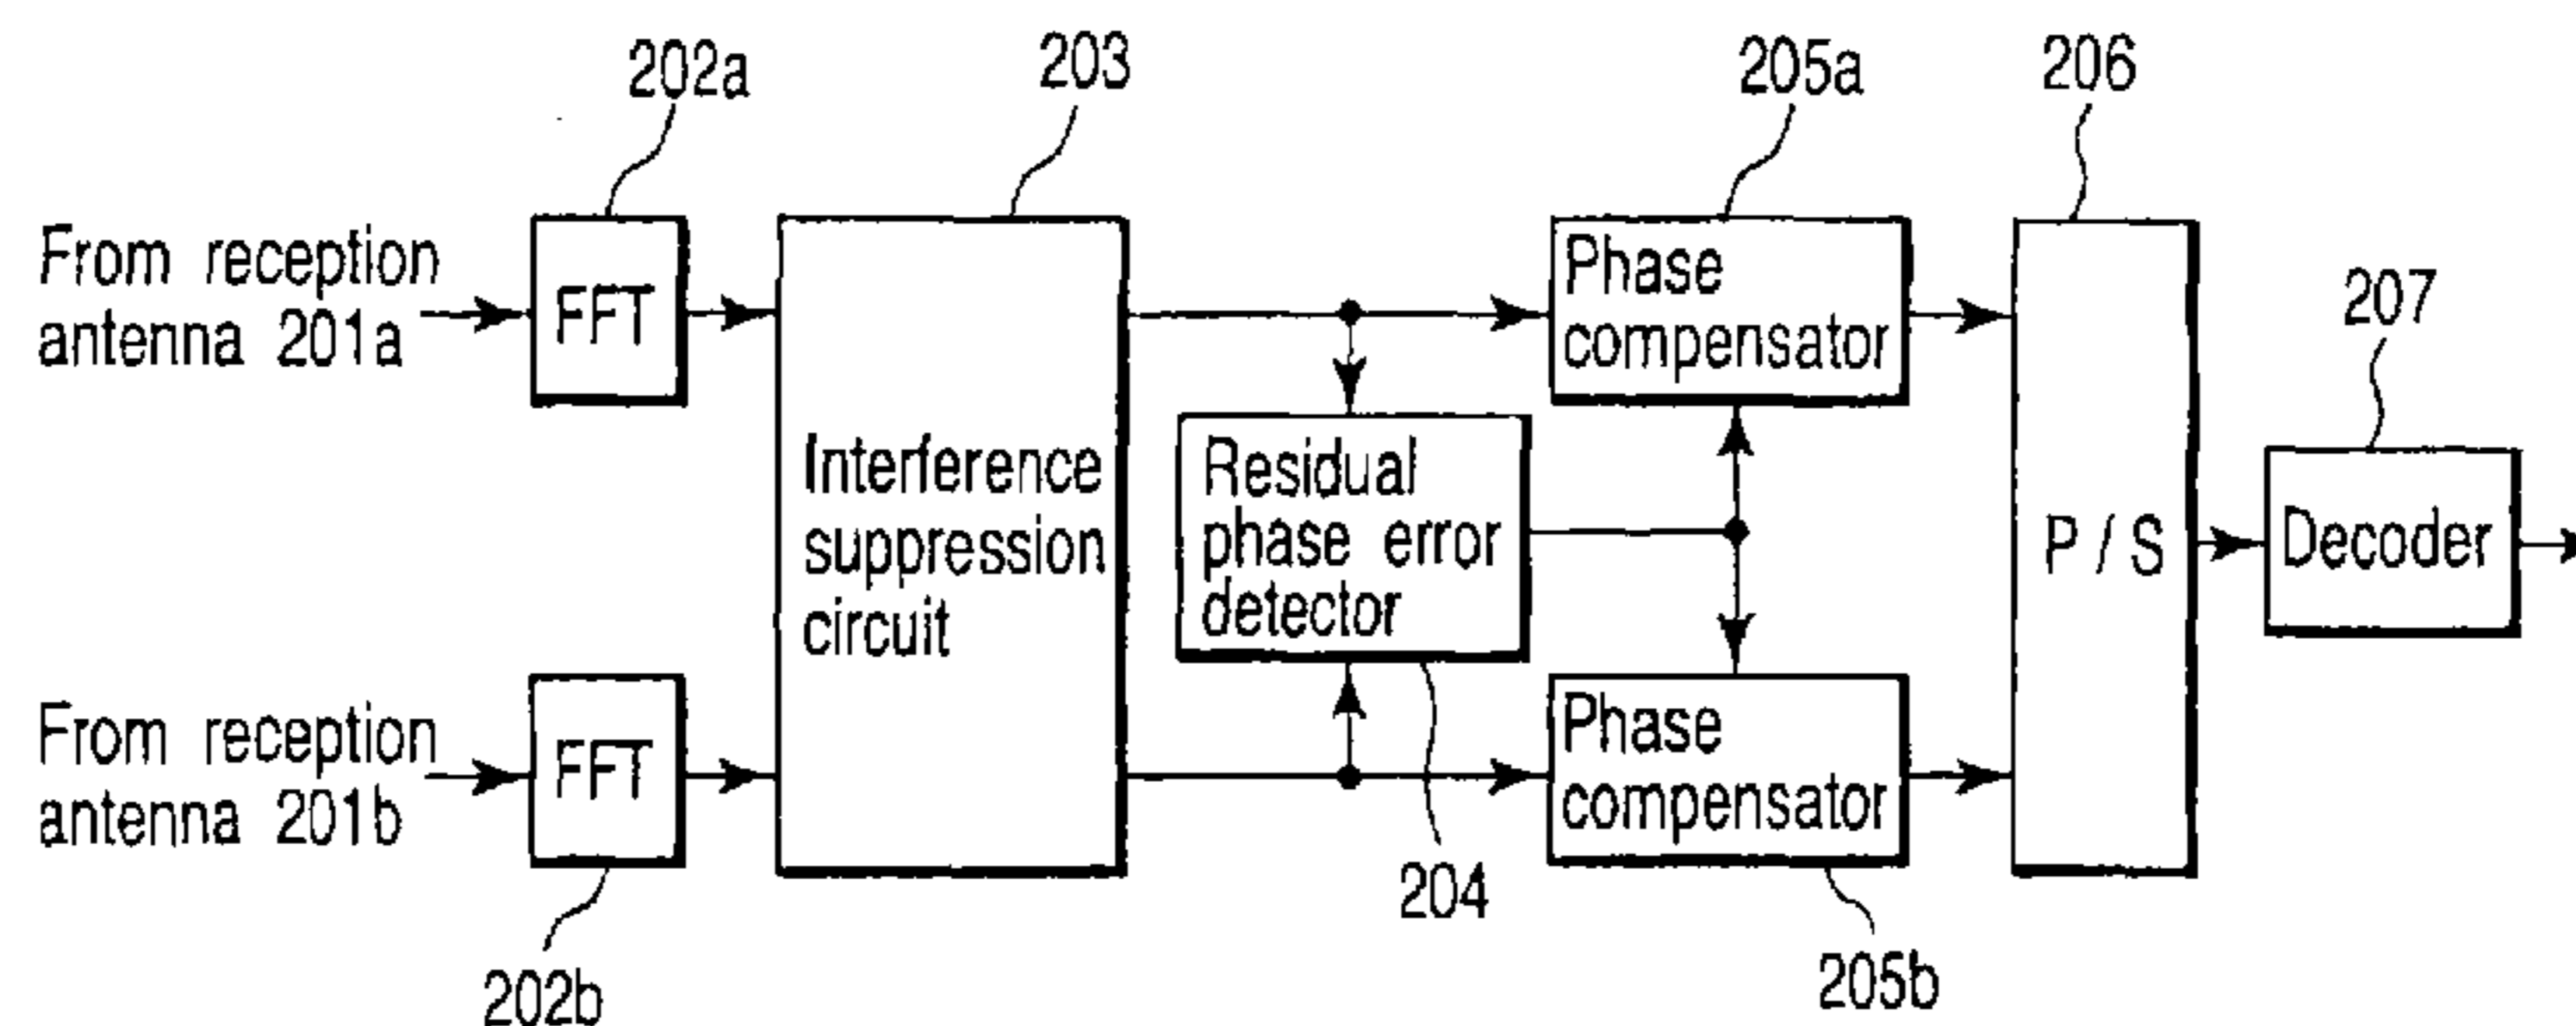 202a
203
205a
206
207
From reception
antenna 201a
FFT
Interference
suppression
circuit
Residual
phase error
detector
Phase
compensator
P / S
Decoder
From reception
antenna 201b
FFT
Phase
compensator
204
202b
205b